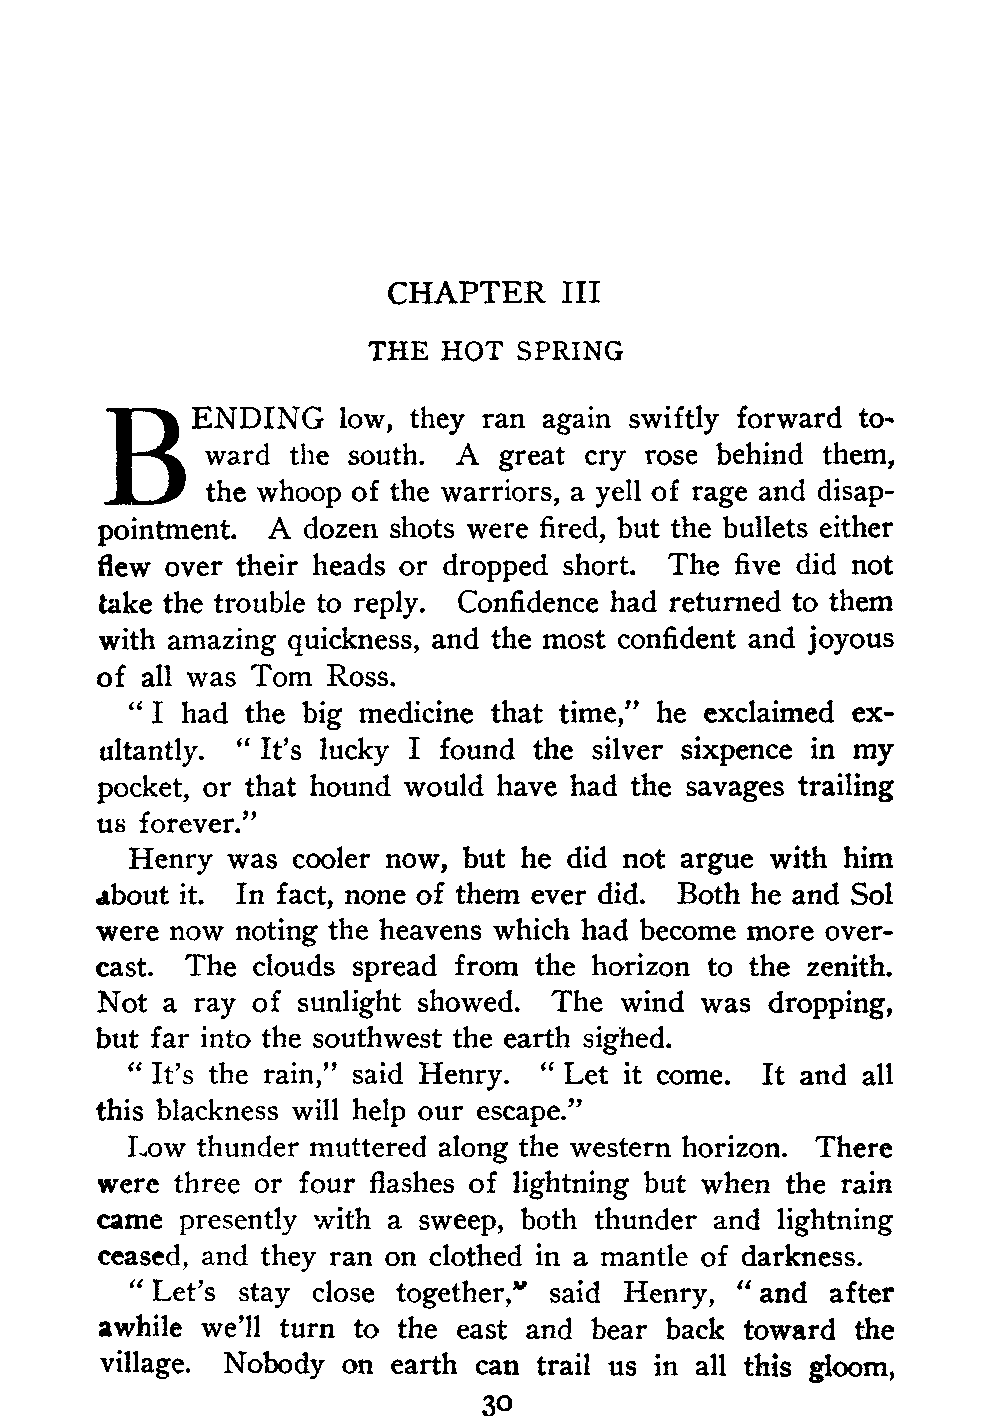 CHAPTER III
THE HOT SPRING
BENDING low, they ran again swiftly forward to-
ward the south. A great cry rose behind them,
the whoop of the warriors, a yell of rage and disap-
pointment. A dozen shots were fired, but the bullets either
flew over their heads or dropped short. The five did not
take the trouble to reply. Confidence had returned to them
with amazing quickness, and the most confident and joyous
of all was Tom Ross.
"I had the big medicine that time," he exclaimed ex-
ultantly. "It's lucky I found the silver sixpence in my
pocket, or that hound would have had the savages trailing
us forever."
Henry was cooler now, but he did not argue with him
about it. In fact, none of them ever did. Both he and Sol
were now noting the heavens which had become more over-
cast. The clouds spread from the horizon to the zenith.
Not a ray of sunlight showed. The wind was dropping,
but far into the southwest the earth sighed.
"It's the rain," said Henry. "Let it come. It and all
this blackness will help our escape."
Low thunder muttered along the western horizon. There
were three or four flashes of lightning but when the rain
came presently with a sweep, both thunder and lightning
ceased, and they ran on clothed in a mantle of darkness.
"Let's stay close together," said Henry, "and after
awhile we'll turn to the east and bear back toward the
village. Nobody on earth can trail us in all this gloom,
30